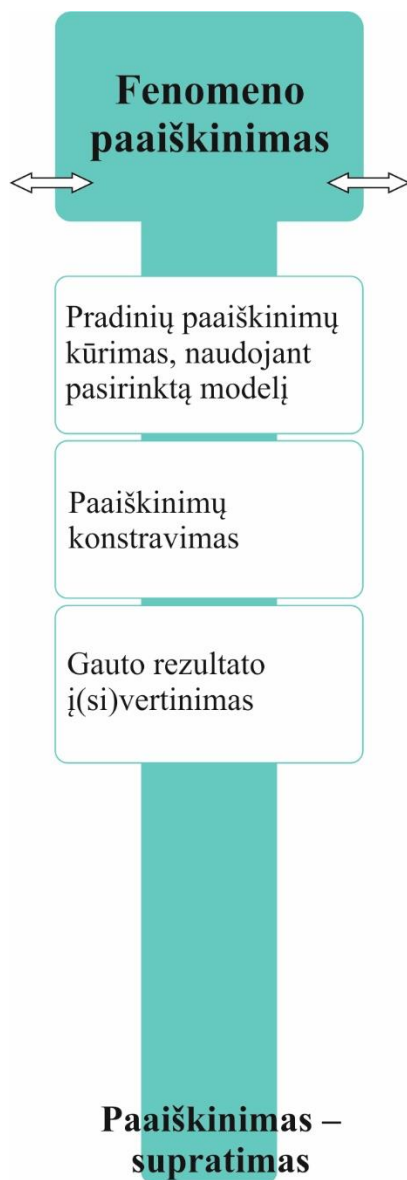 Fenomeno
paaiškinimas
Pradinių paaiškinimų
kūrimas, naudojant
pasirinktą modelį
Paaiškinimų
konstravimas
Gauto rezultato
į(si)vertinimas
Paaiškinimas –
supratimas